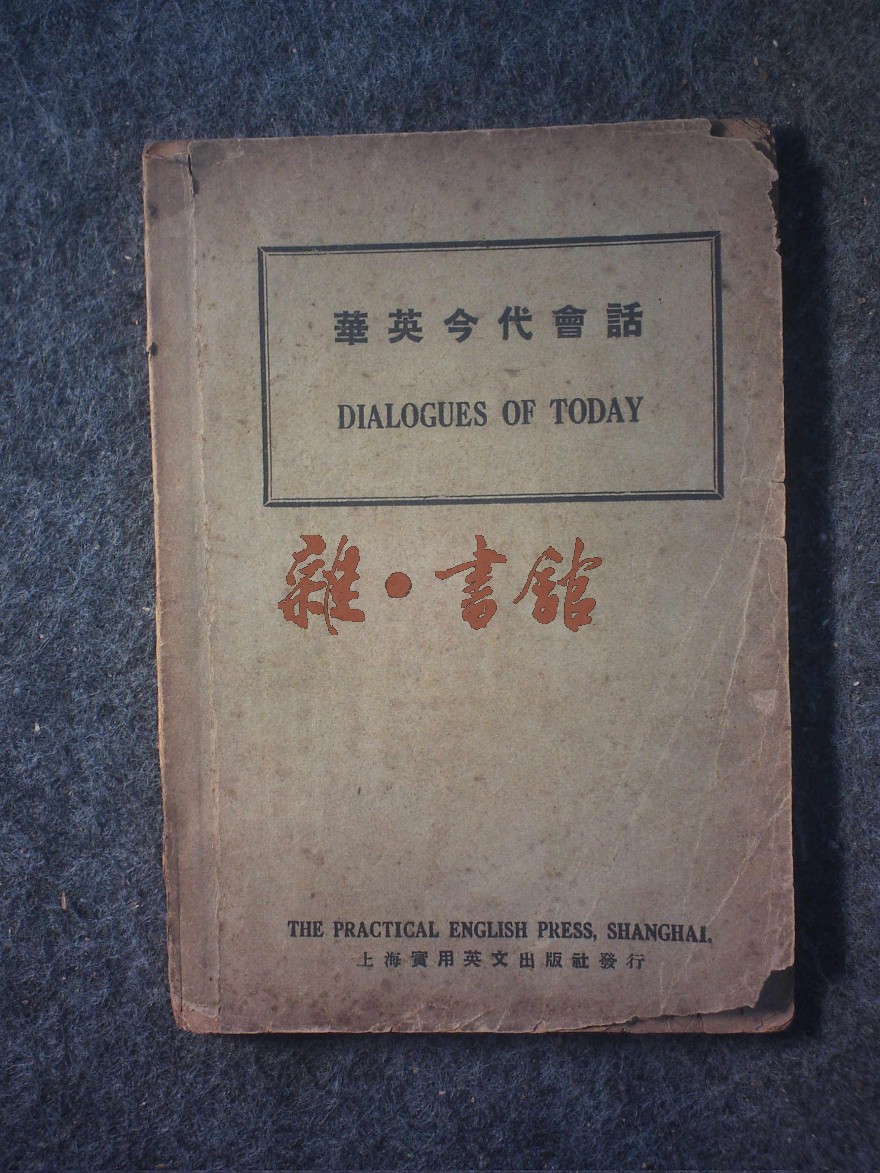 華英今代會話
DIALOGUES OF TODAY
雜·書館
THE PRACTICAL ENGLISH PRESS, SHANGHAI.
上海實用英文出版社發行